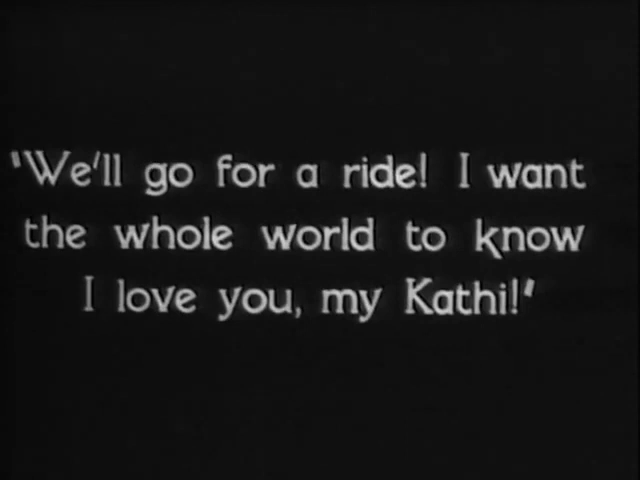 "We'll go for a ride! I want
the whole world to know
I love you, my Kathi!"